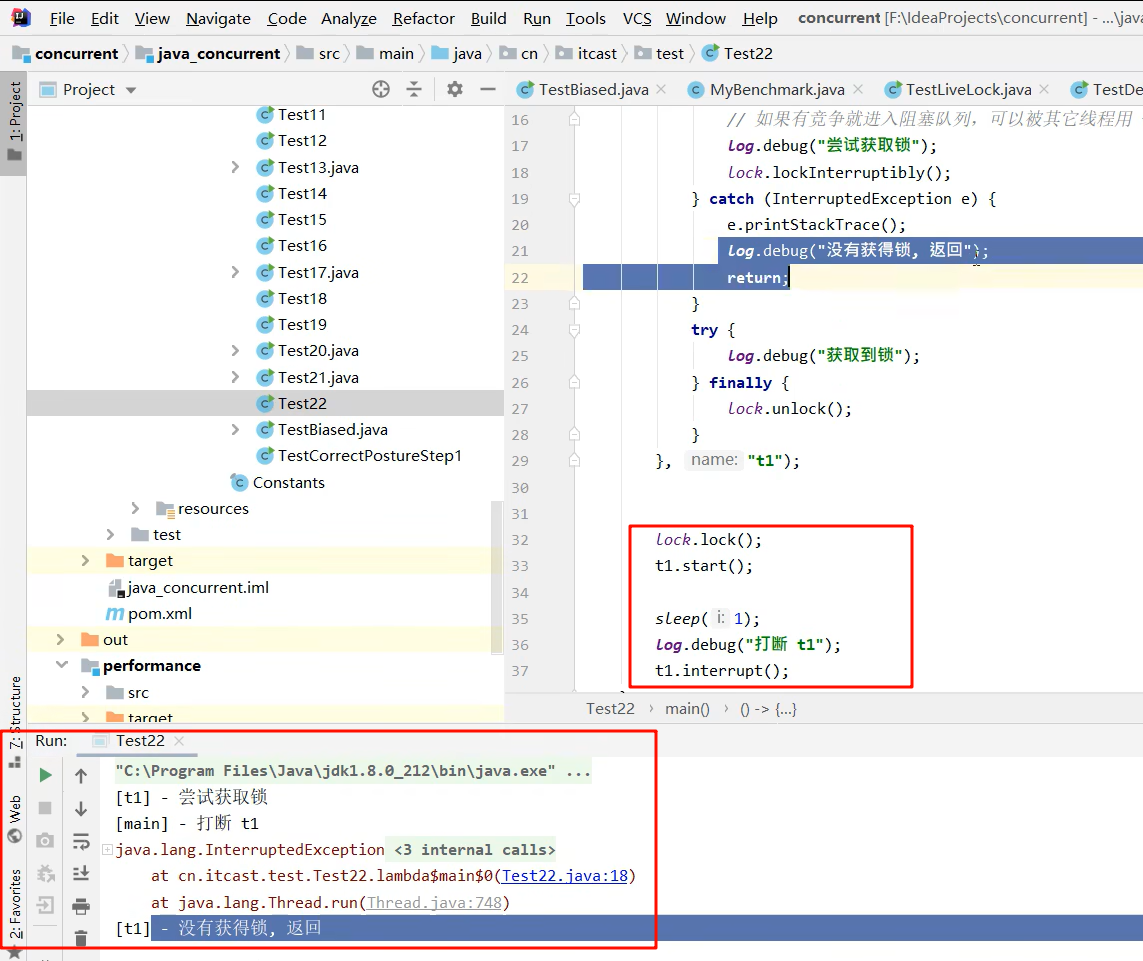 File Edit View Navigate Code Analyze Refactor Build Run Tools VCS Window Help concurrent [F:\IdeaProjects\concurrent] - ...\java
concurrent java_concurrent src main java cn itcast test Test22
1: Project
Project
Test11
Test12
Test13.java
Test14
Test15
Test16
Test17.java
Test18
Test19
Test20.java
Test21.java
Test22
TestBiased.java
TestCorrectPostureStep1
Constants
resources
test
target
java_concurrent.iml
pom.xml
out
performance
src
target
TestBiased.java MyBenchmark.java TestLiveLock.java TestDe
16 // 如果有竞争就进入阻塞队列，可以被其它线程用
17 log.debug("尝试获取锁");
18 lock.lockInterruptibly();
19 } catch (InterruptedException e) {
20 e.printStackTrace();
21 log.debug("没有获得锁, 返回");
22 return;
23 }
24 try {
25 log.debug("获取到锁");
26 } finally {
27 lock.unlock();
28 }
29 }, name: "t1");
30
31
32 lock.lock();
33 t1.start();
34
35 sleep( i: 1);
36 log.debug("打断 t1");
37 t1.interrupt();
Test22 main() () -> {...}
7: Structure
Web
2: Favorites
Run: Test22
"C:\Program Files\Java\jdk1.8.0_212\bin\java.exe" ...
[t1] - 尝试获取锁
[main] - 打断 t1
java.lang.InterruptedException <3 internal calls>
at cn.itcast.test.Test22.lambda$main$0(Test22.java:18)
at java.lang.Thread.run(Thread.java:748)
[t1] - 没有获得锁, 返回